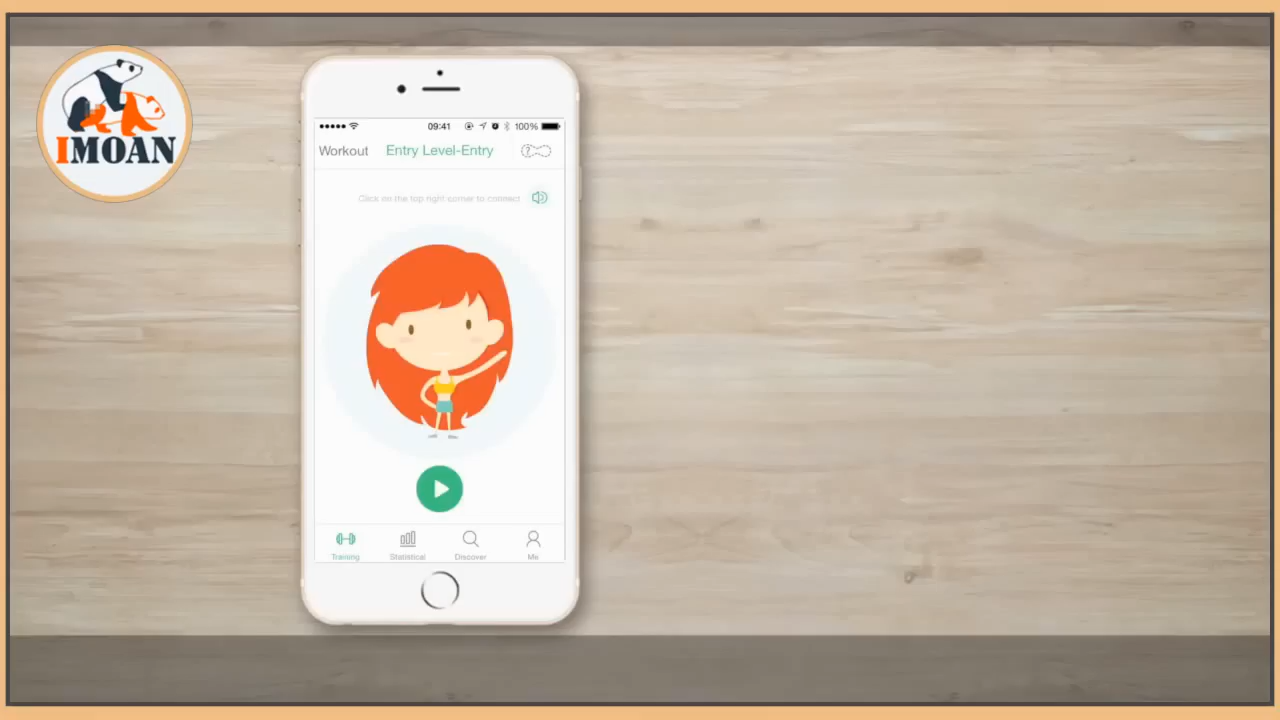 IMOAN
09:41
100%
Workout
Entry Level-Entry
?
Click on the top right corner to connect
Training
Statistical
Discover
Me